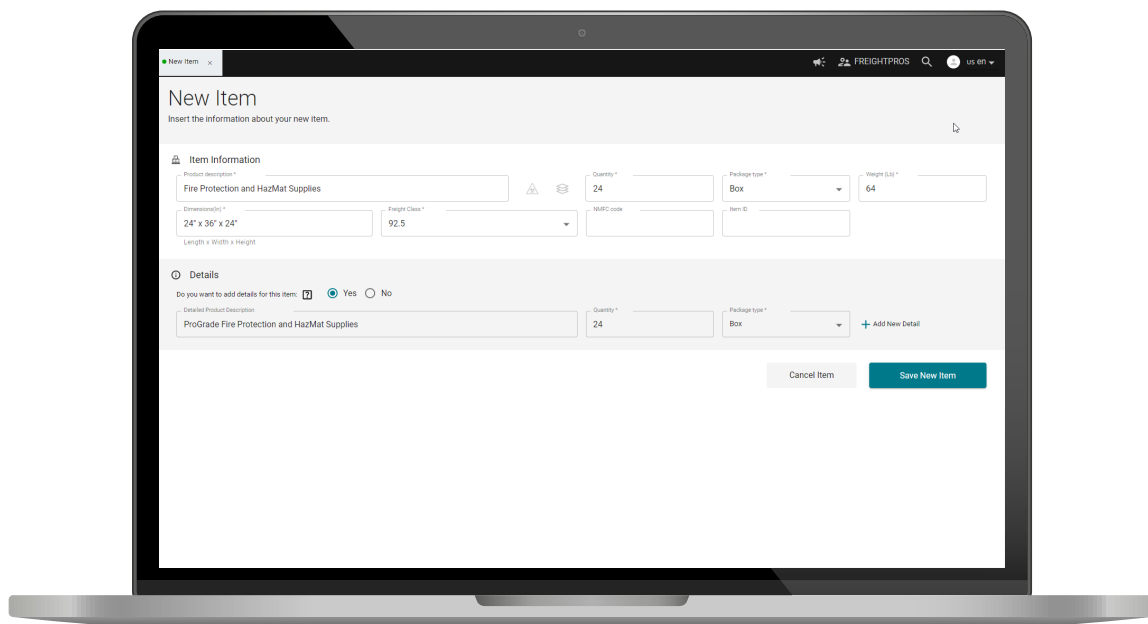 New Item ×
FREIGHTPROS us en
New Item
Insert the information about your new item.
Item Information
Product description *
Fire Protection and HazMat Supplies
Quantity *
24
Package type *
Box
Weight (Lb) *
64
Dimensions(In) *
24" x 36" x 24"
Length x Width x Height
Freight Class *
92.5
NMFC code
Item ID
Details
Do you want to add details for this item: ? Yes No
Detailed Product Description
ProGrade Fire Protection and HazMat Supplies
Quantity *
24
Package type *
Box
+ Add New Detail
Cancel Item
Save New Item